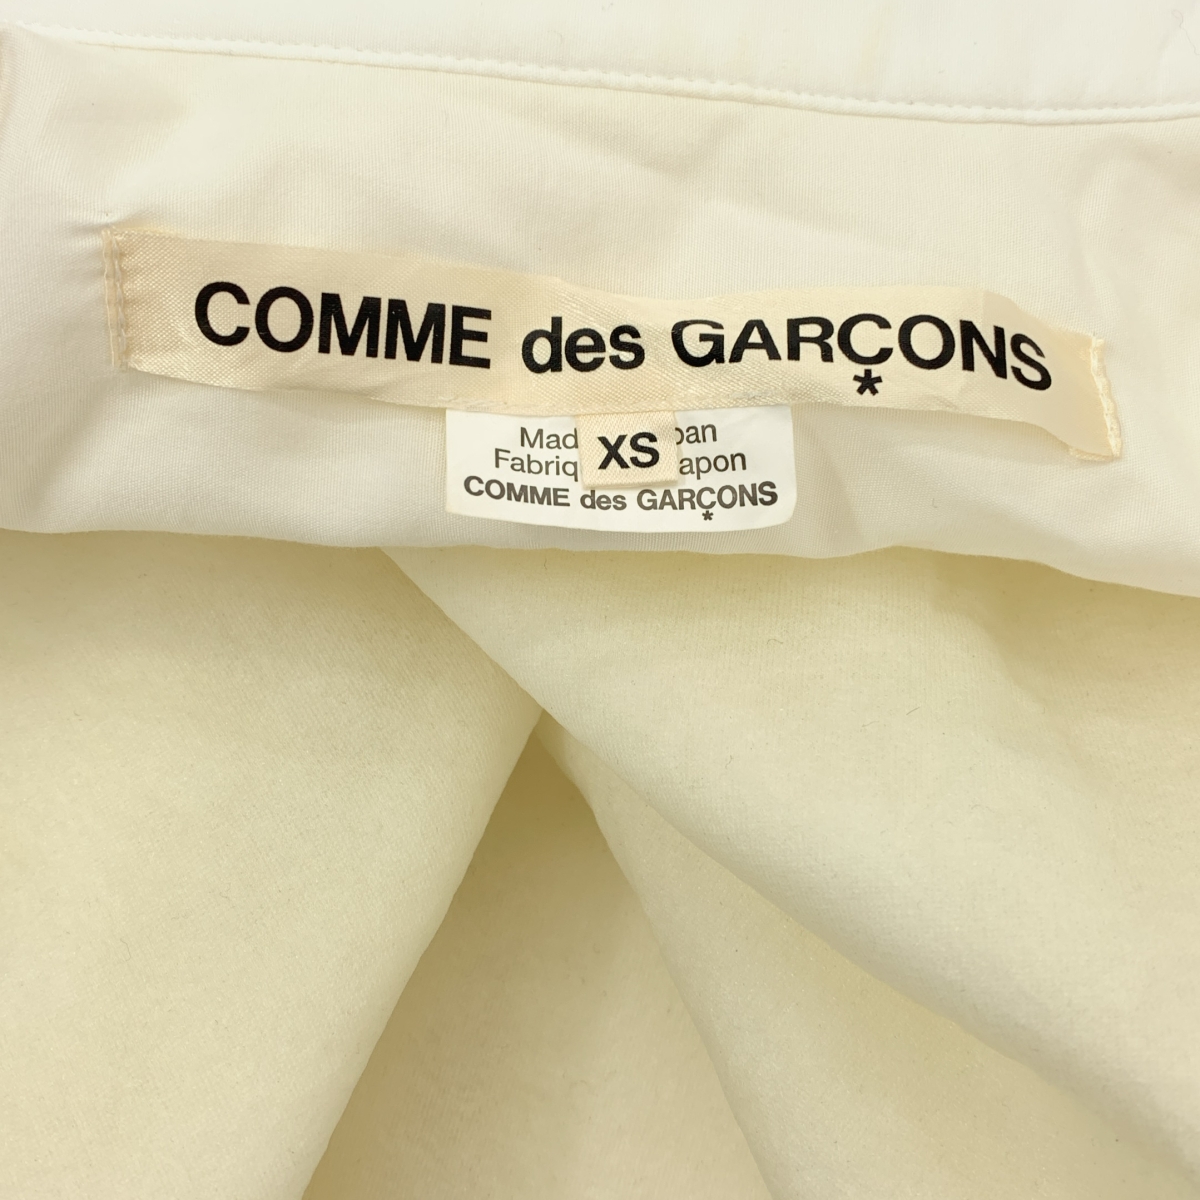 COMME des GARÇONS
*
XS
Mad pan
Fabriq apon
COMME des GARÇONS
*